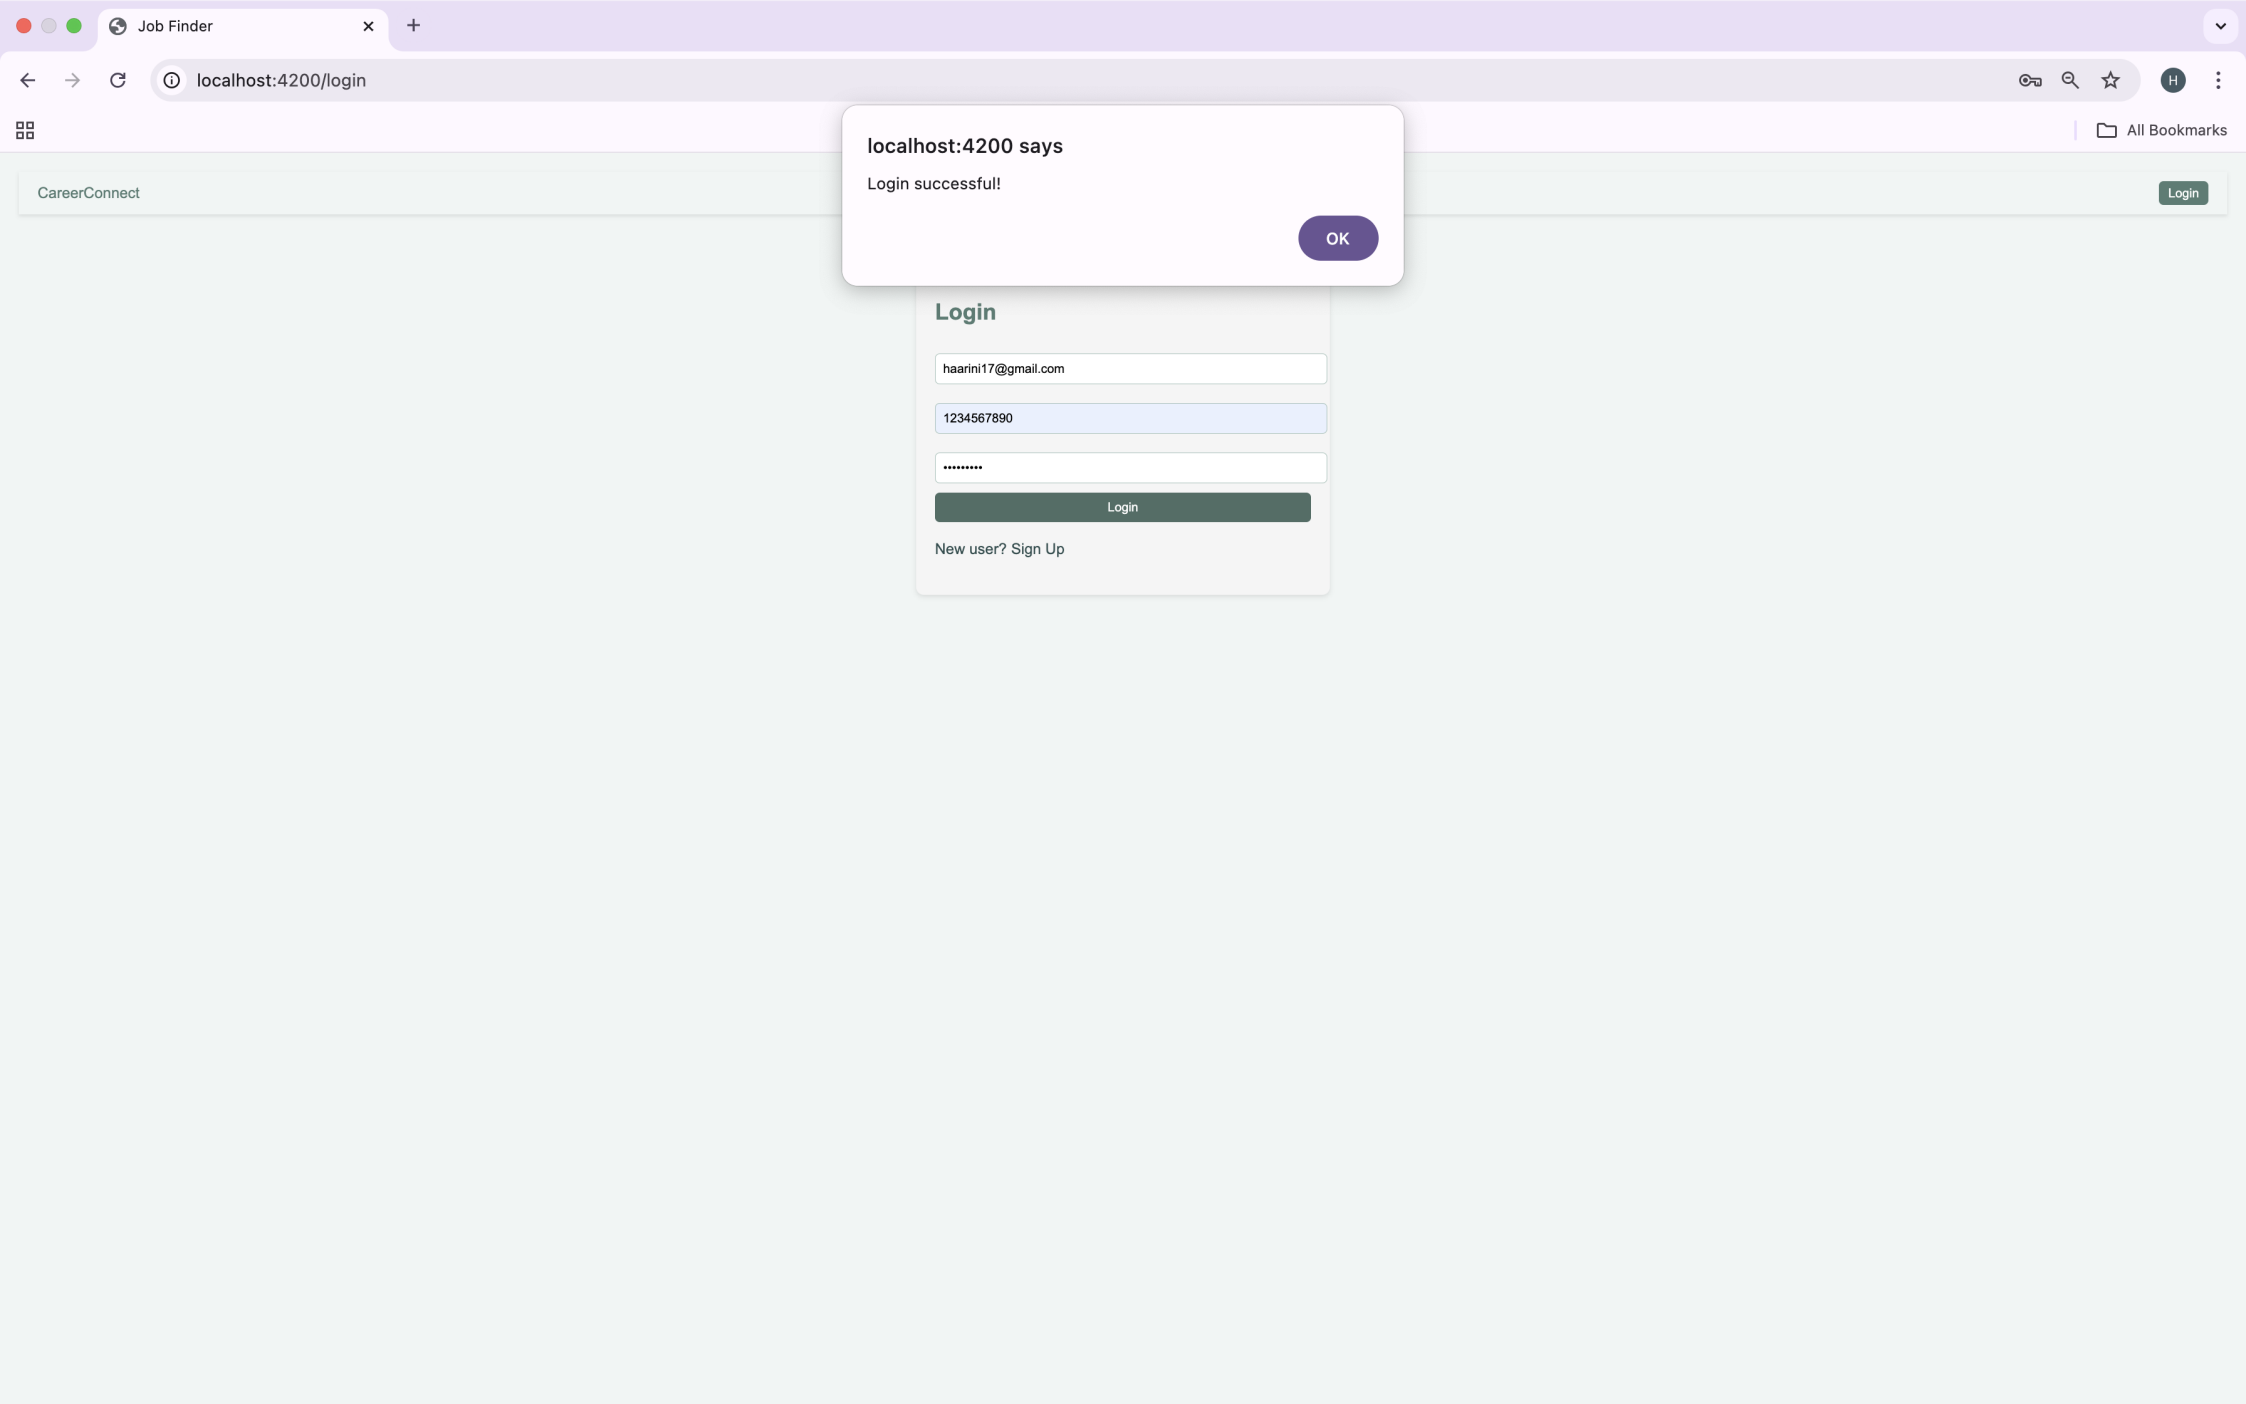 Job Finder
localhost:4200/login
H
All Bookmarks
localhost:4200 says
Login successful!
OK
CareerConnect
Login
Login
haarini17@gmail.com
1234567890
•••••••••
Login
New user? Sign Up